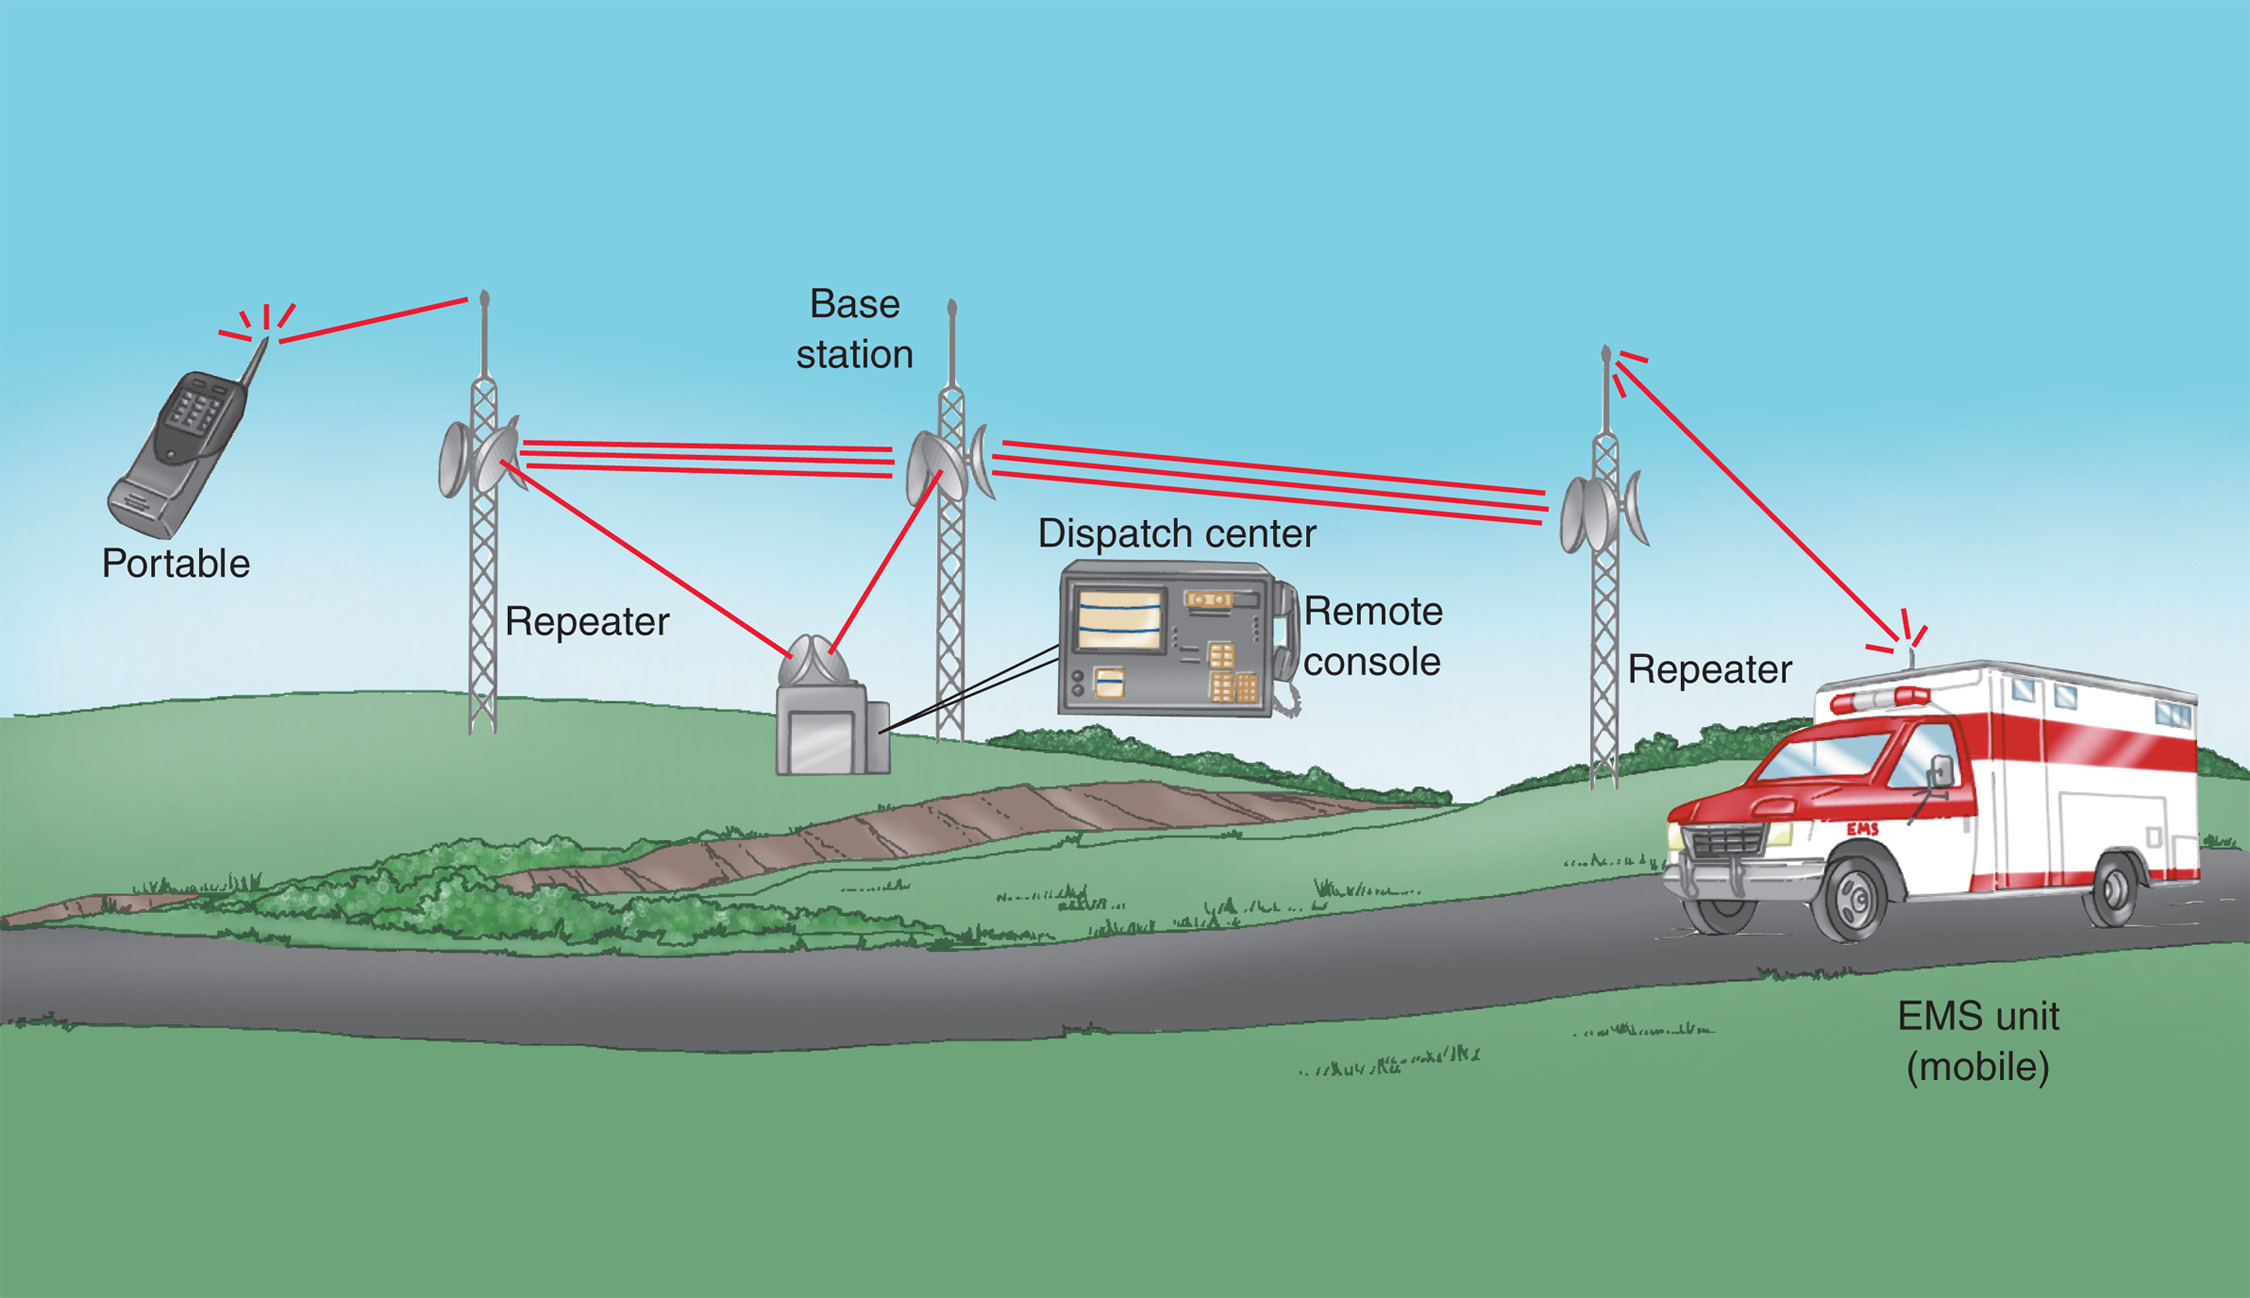 Base
station
Dispatch center
Portable
Repeater
Remote
console
Repeater
EMS
EMS unit
(mobile)